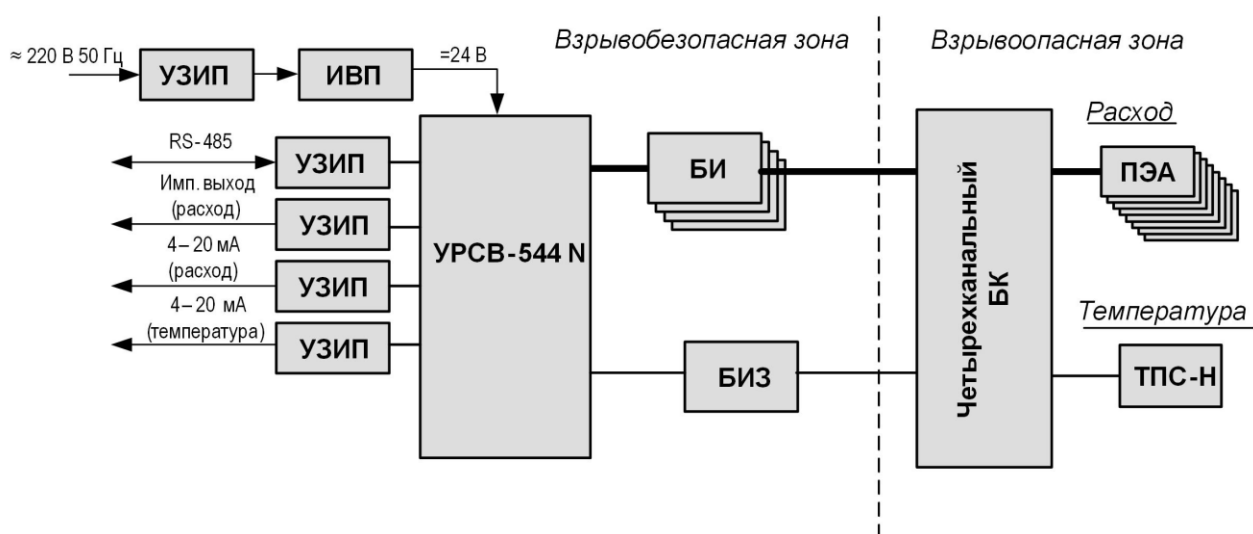 Взрывобезопасная зона
Взрывоопасная зона
≈ 220 В 50 Гц
УЗИП
ИВП
=24 В
RS-485
УЗИП
Имп. выход
(расход)
УЗИП
4–20 мА
(расход)
УЗИП
4–20 мА
(температура)
УЗИП
УРСВ-544 N
БИ
БИЗ
Четырехканальный
БК
Расход
ПЭА
Температура
ТПС-Н